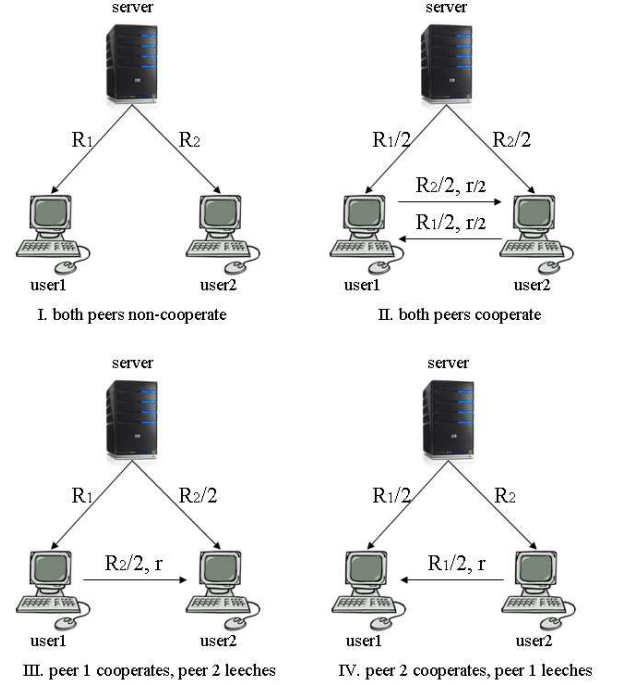 server
server
R1
R2
R1/2
R2/2
R2/2, r/2
R1/2, r/2
user1
user2
user1
user2
I. both peers non-cooperate
II. both peers cooperate
server
server
R1
R2/2
R1/2
R2
R2/2, r
R1/2, r
user1
user2
user1
user2
III. peer 1 cooperates, peer 2 leeches
IV. peer 2 cooperates, peer 1 leeches